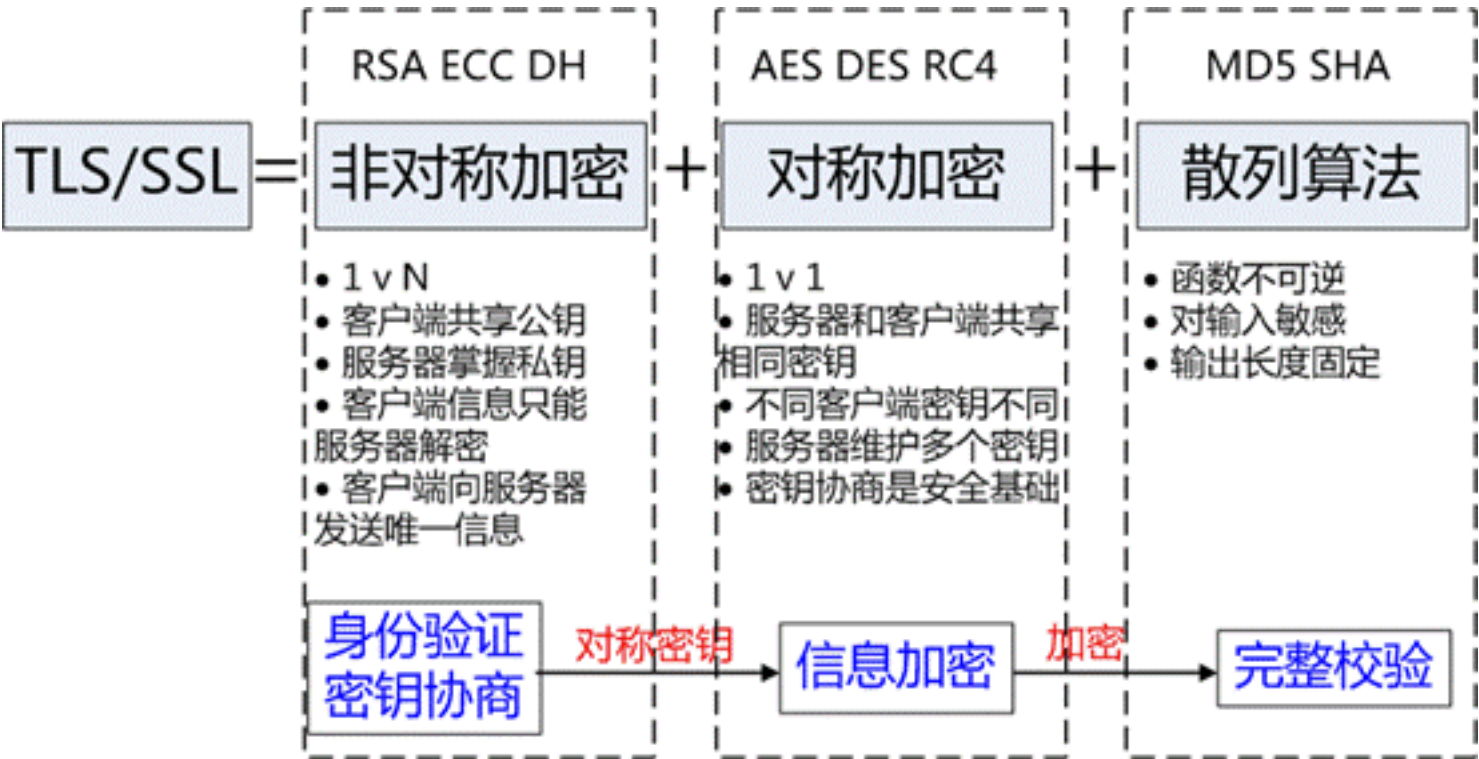 RSA ECC DH
AES DES RC4
MD5 SHA
TLS/SSL
=
非对称加密
+
对称加密
+
散列算法
• 1 v N
• 客户端共享公钥
• 服务器掌握私钥
• 客户端信息只能
服务器解密
• 客户端向服务器
发送唯一信息
• 1 v 1
• 服务器和客户端共享
相同密钥
• 不同客户端密钥不同
• 服务器维护多个密钥
• 密钥协商是安全基础
• 函数不可逆
• 对输入敏感
• 输出长度固定
身份验证
密钥协商
对称密钥
信息加密
加密
完整校验